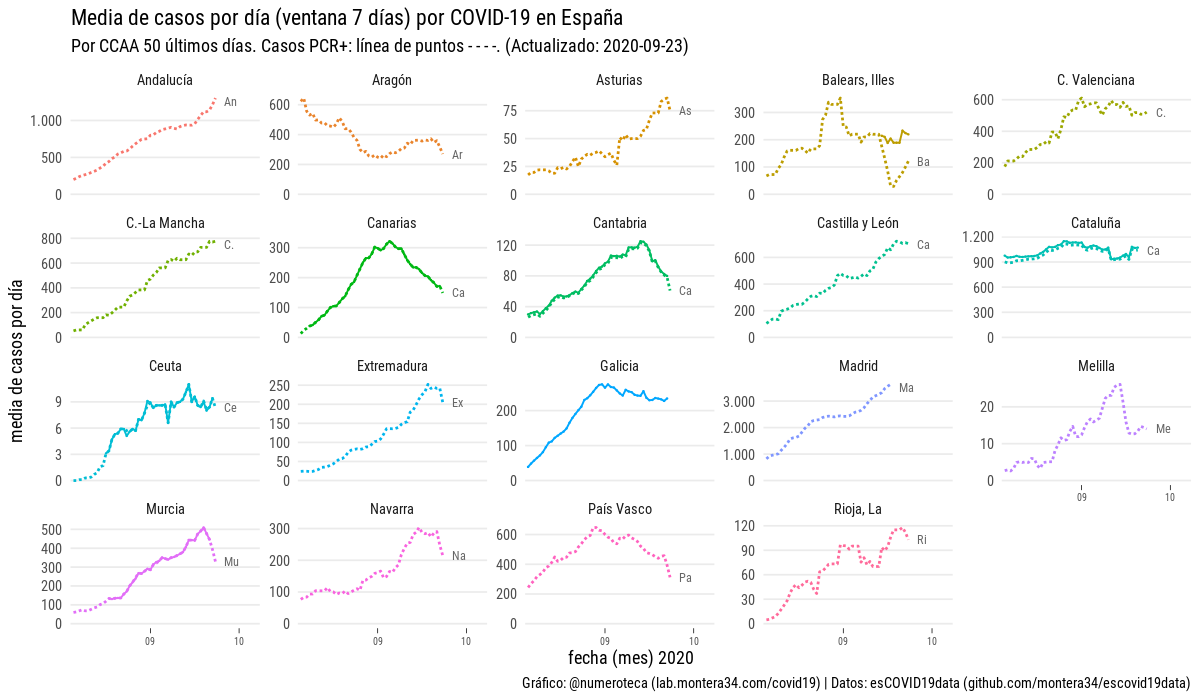 Media de casos por día (ventana 7 días) por COVID-19 en España
Por CCAA 50 últimos días. Casos PCR+: línea de puntos - - - -. (Actualizado: 2020-09-23)
media de casos por día
Andalucía
1.000
500
0
An
Aragón
600
400
200
0
Ar
Asturias
75
50
25
0
As
Balears, Illes
300
200
100
0
Ba
C. Valenciana
600
400
200
0
C.
C.-La Mancha
800
600
400
200
0
C.
Canarias
300
200
100
0
Ca
Cantabria
120
80
40
0
Ca
Castilla y León
600
400
200
0
Ca
Cataluña
1.200
900
600
300
0
Ca
Ceuta
9
6
3
0
Ce
Extremadura
250
200
150
100
50
0
Ex
Galicia
200
100
0
Madrid
3.000
2.000
1.000
0
Ma
Melilla
20
10
0
Me
09 10
Murcia
500
400
300
200
100
0
Mu
09 10
Navarra
300
200
100
0
Na
09 10
País Vasco
600
400
200
0
Pa
09 10
Rioja, La
120
90
60
30
0
Ri
09 10
fecha (mes) 2020
Gráfico: @numeroteca (lab.montera34.com/covid19) | Datos: esCOVID19data (github.com/montera34/escovid19data)